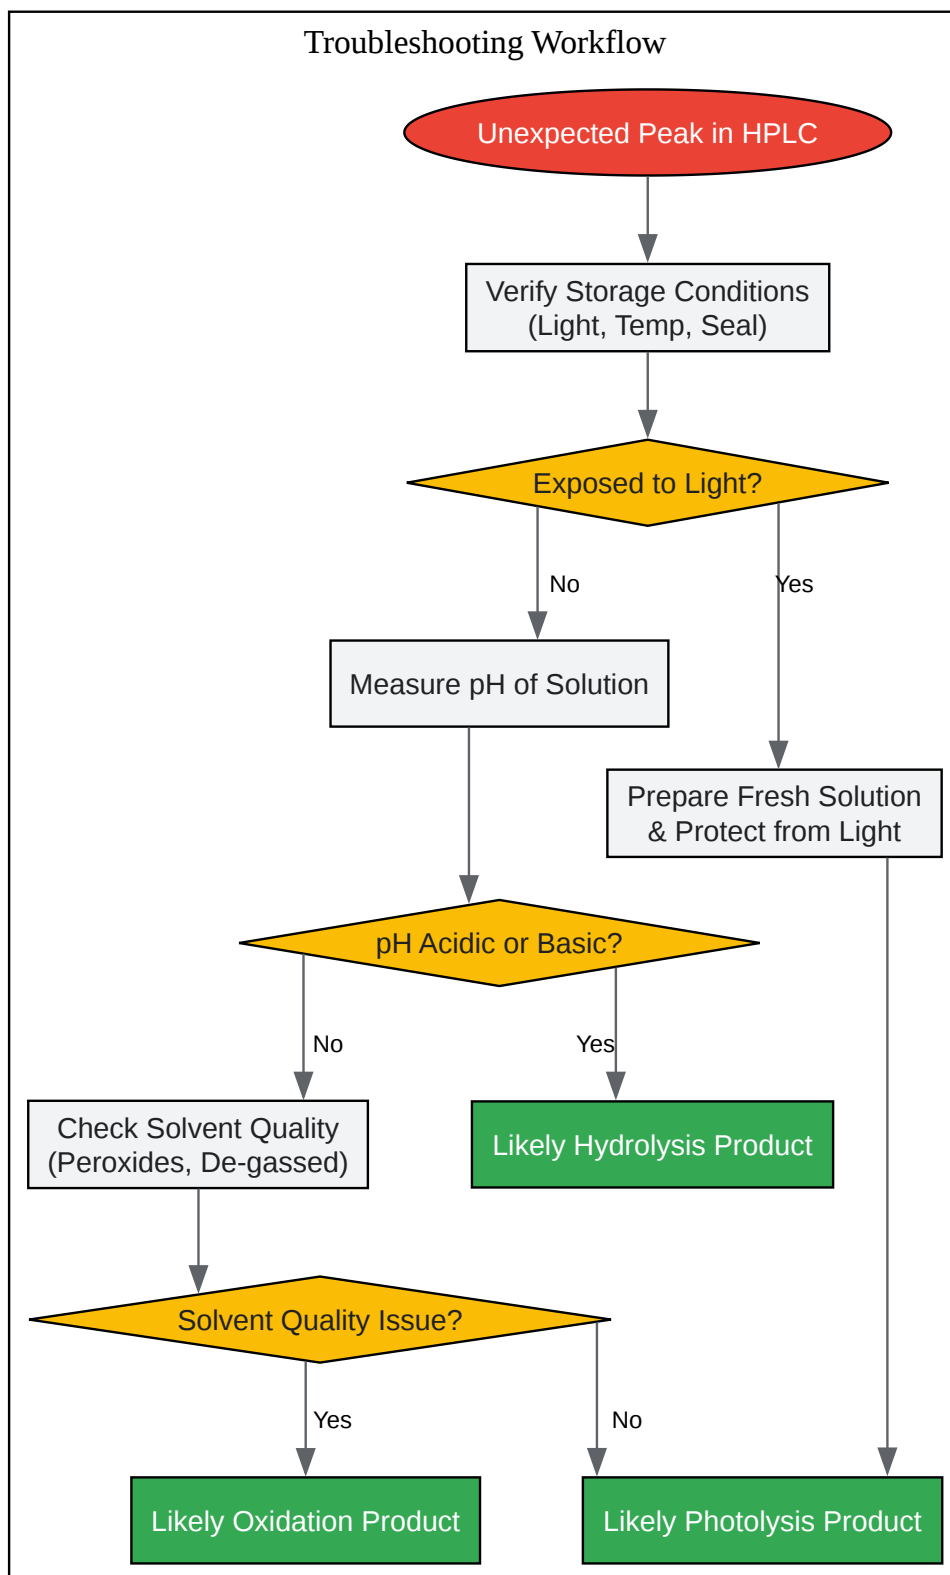 Troubleshooting Workflow
Unexpected Peak in HPLC
Verify Storage Conditions
(Light, Temp, Seal)
Exposed to Light?
No
Yes
Measure pH of Solution
Prepare Fresh Solution
& Protect from Light
pH Acidic or Basic?
No
Yes
Check Solvent Quality
(Peroxides, De-gassed)
Likely Hydrolysis Product
Solvent Quality Issue?
Yes
No
Likely Oxidation Product
Likely Photolysis Product